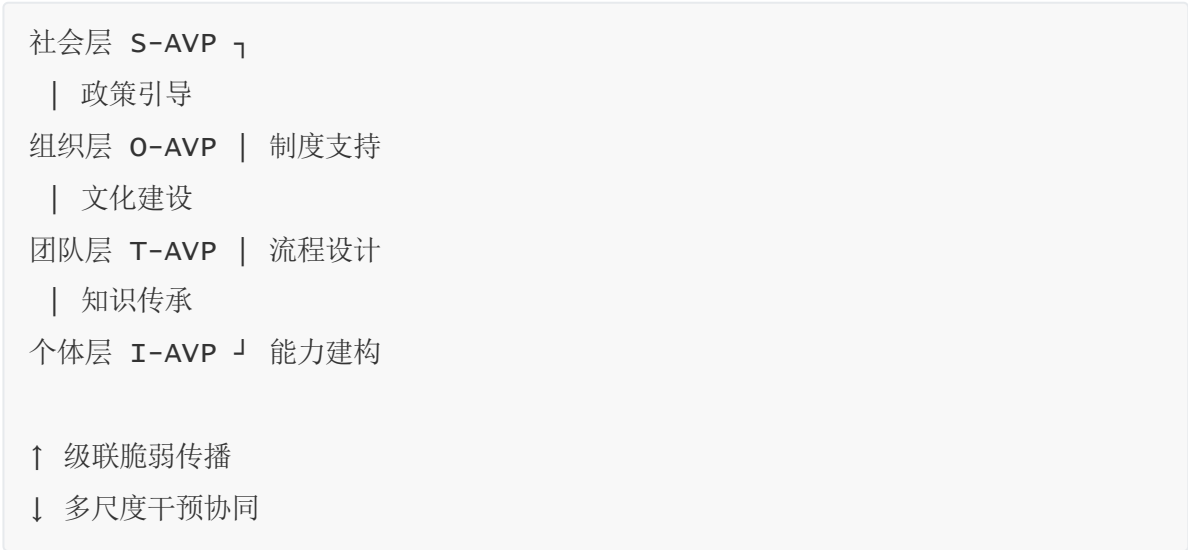 社会层 S-AVP ┐
│ 政策引导
组织层 O-AVP │ 制度支持
│ 文化建设
团队层 T-AVP │ 流程设计
│ 知识传承
个体层 I-AVP ┘ 能力建构
↑ 级联脆弱传播
↓ 多尺度干预协同